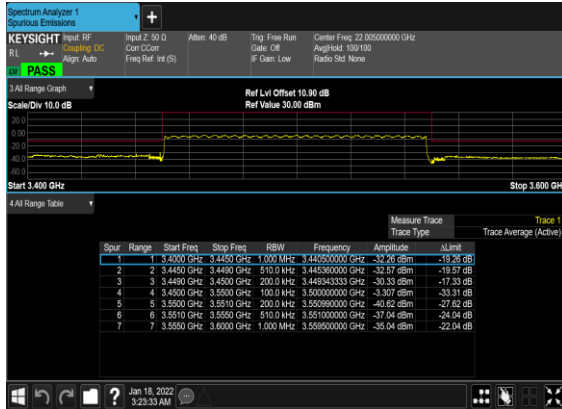 Spectrum Analyzer 1
Spurious Emissions
KEYSIGHT Input: RF Input Z: 50 Ω Atten: 40 dB Trig: Free Run Center Freq: 22.005000000 GHz
RL Coupling: DC Corr CCorr Gate: Off Avg|Hold: 100/100
Align: Auto Freq Ref: Int (S) IF Gain: Low Radio Std: None
PASS
3 All Range Graph
Ref Lvl Offset 10.90 dB
Scale/Div 10.0 dB Ref Value 30.00 dBm
20.0
0.00
-20.0
-40.0
-60.0
Start 3.400 GHz Stop 3.600 GH
4 All Range Table
Measure Trace Trace 1
Trace Type Trace Average (Active)
Spur Range Start Freq Stop Freq RBW Frequency Amplitude ΔLimit
1 1 3.4000 GHz 3.4450 GHz 1.000 MHz 3.440500000 GHz -32.26 dBm -19.26 dB
2 2 3.4450 GHz 3.4490 GHz 510.0 kHz 3.445360000 GHz -32.57 dBm -19.57 dB
3 3 3.4490 GHz 3.4500 GHz 200.0 kHz 3.449343333 GHz -30.33 dBm -17.33 dB
4 4 3.4500 GHz 3.5500 GHz 100.0 kHz 3.500000000 GHz -3.307 dBm -33.31 dB
5 5 3.5500 GHz 3.5510 GHz 200.0 kHz 3.550990000 GHz -40.62 dBm -27.62 dB
6 6 3.5510 GHz 3.5550 GHz 510.0 kHz 3.551000000 GHz -37.04 dBm -24.04 dB
7 7 3.5550 GHz 3.6000 GHz 1.000 MHz 3.559500000 GHz -35.04 dBm -22.04 dB
Jan 18, 2022
3:23:33 AM